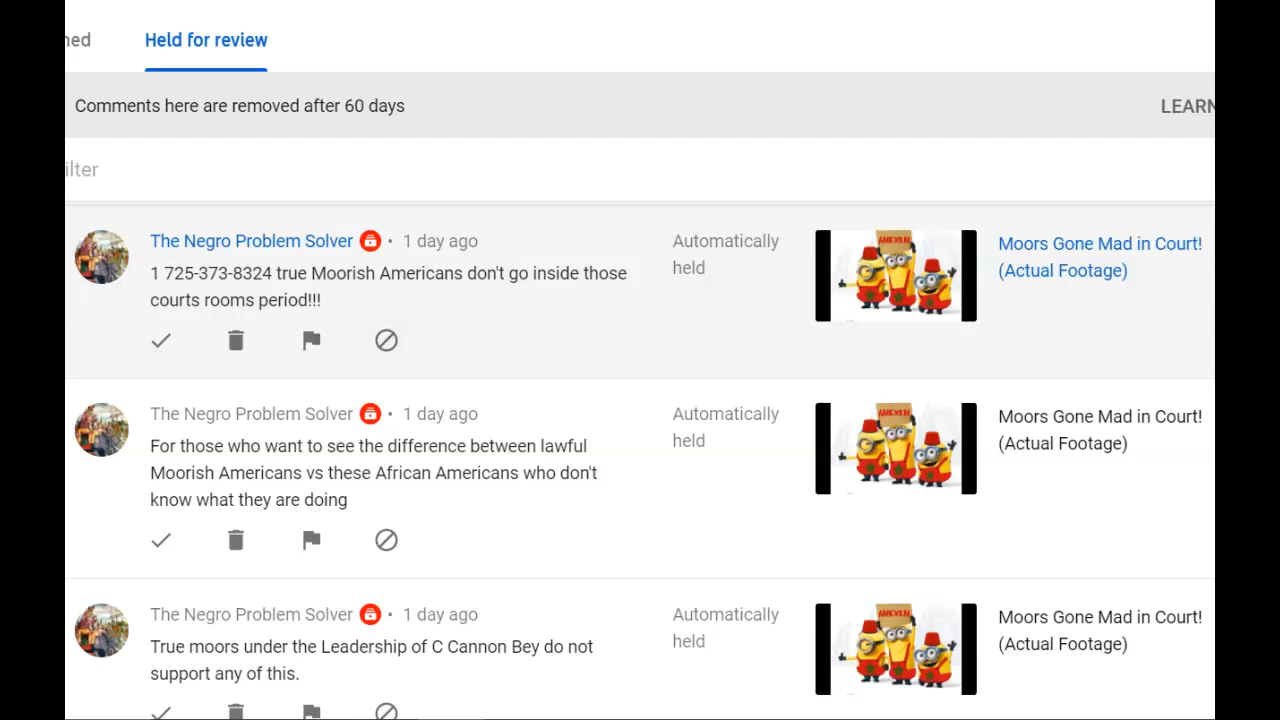 ned
Held for review
Comments here are removed after 60 days
LEARN
ilter
The Negro Problem Solver • 1 day ago
1 725-373-8324 true Moorish Americans don't go inside those
courts rooms period!!!
Automatically
held
AMEXEM
Moors Gone Mad in Court!
(Actual Footage)
The Negro Problem Solver • 1 day ago
For those who want to see the difference between lawful
Moorish Americans vs these African Americans who don't
know what they are doing
Automatically
held
AMEXEM
Moors Gone Mad in Court!
(Actual Footage)
The Negro Problem Solver • 1 day ago
True moors under the Leadership of C Cannon Bey do not
support any of this.
Automatically
held
AMEXEM
Moors Gone Mad in Court!
(Actual Footage)